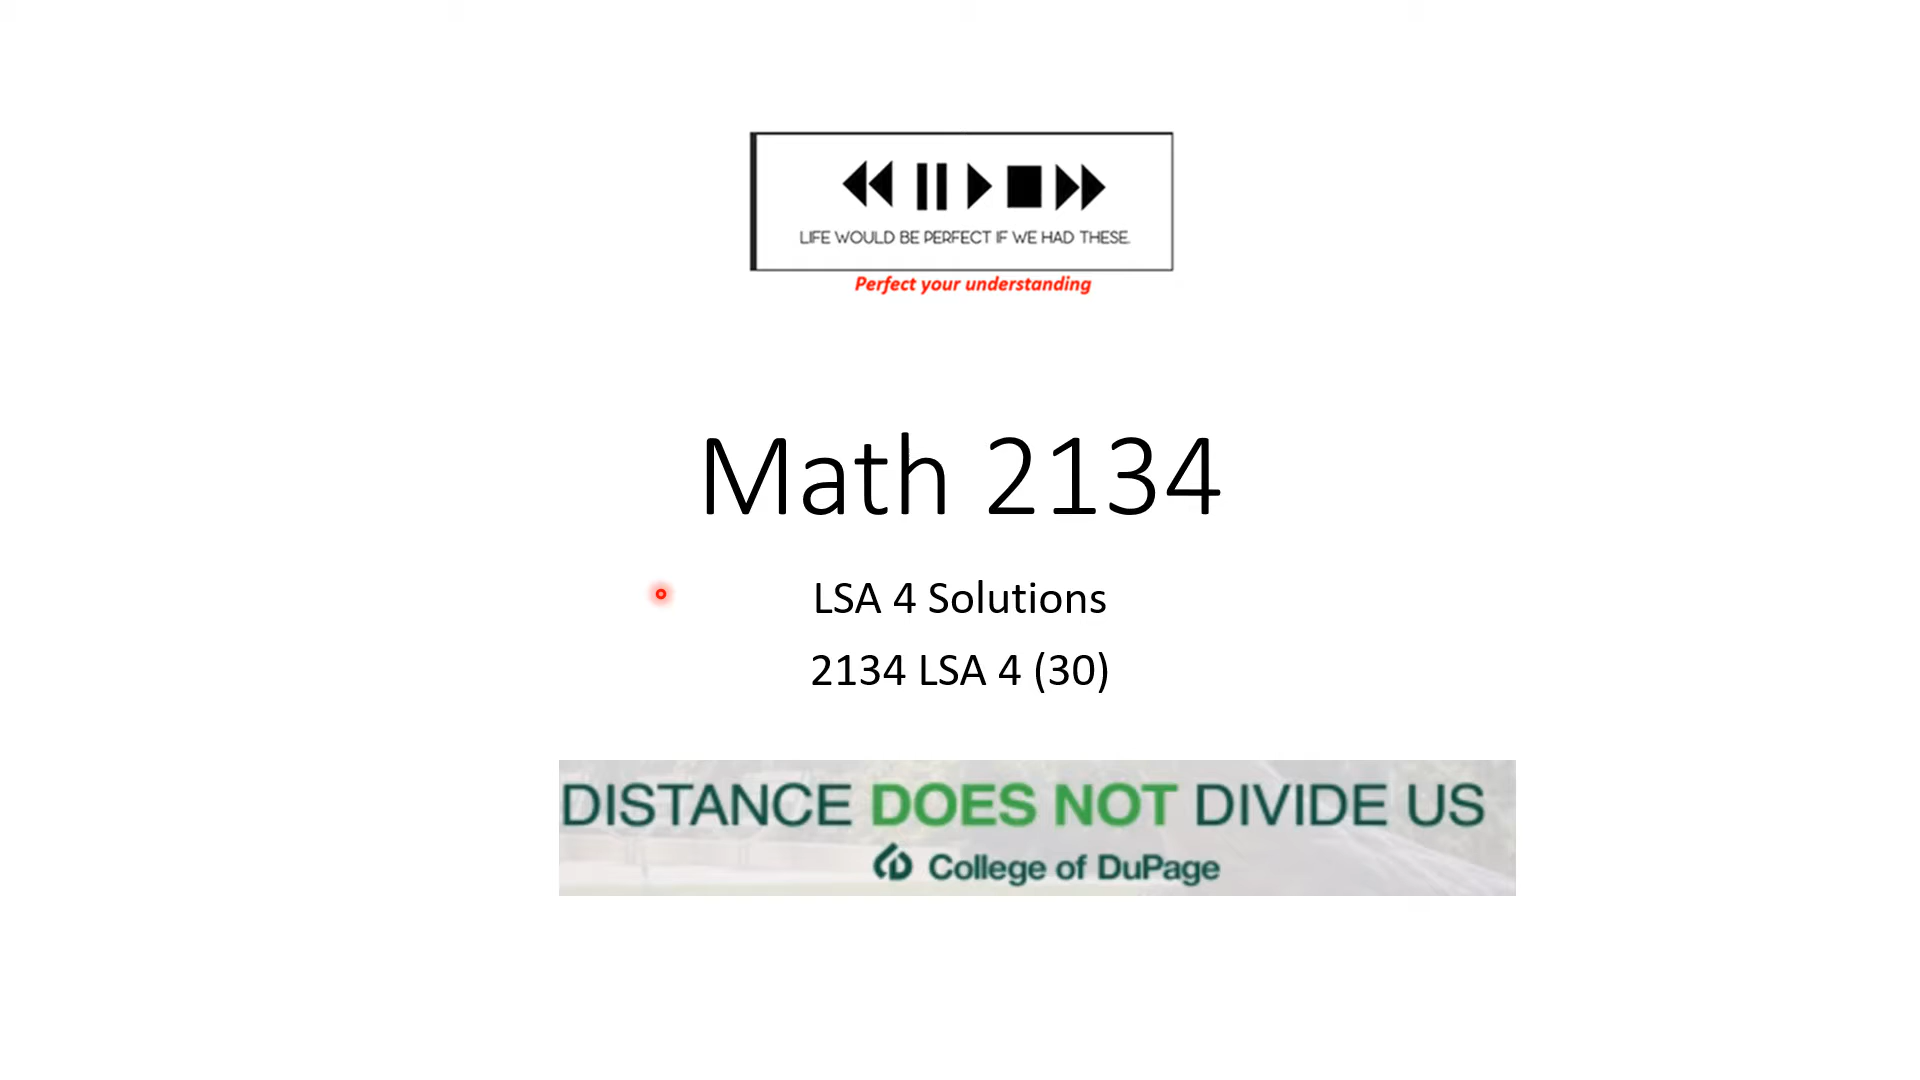 LIFE WOULD BE PERFECT IF WE HAD THESE.
Perfect your understanding
Math 2134
LSA 4 Solutions
2134 LSA 4 (30)
DISTANCE DOES NOT DIVIDE US
College of DuPage